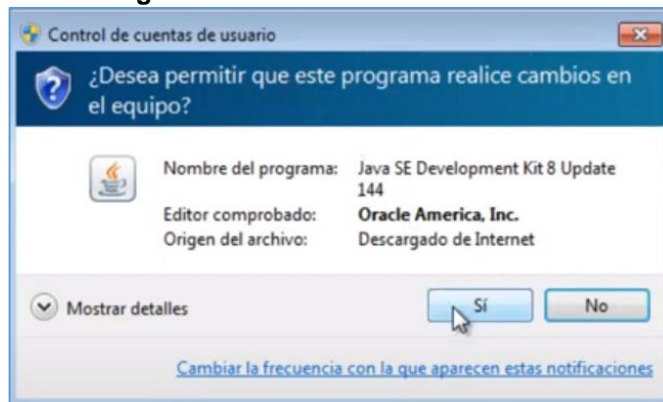 Control de cuentas de usuario
¿Desea permitir que este programa realice cambios en
el equipo?
Nombre del programa: Java SE Development Kit 8 Update
144
Editor comprobado: Oracle America, Inc.
Origen del archivo: Descargado de Internet
Mostrar detalles Sí No
Cambiar la frecuencia con la que aparecen estas notificaciones